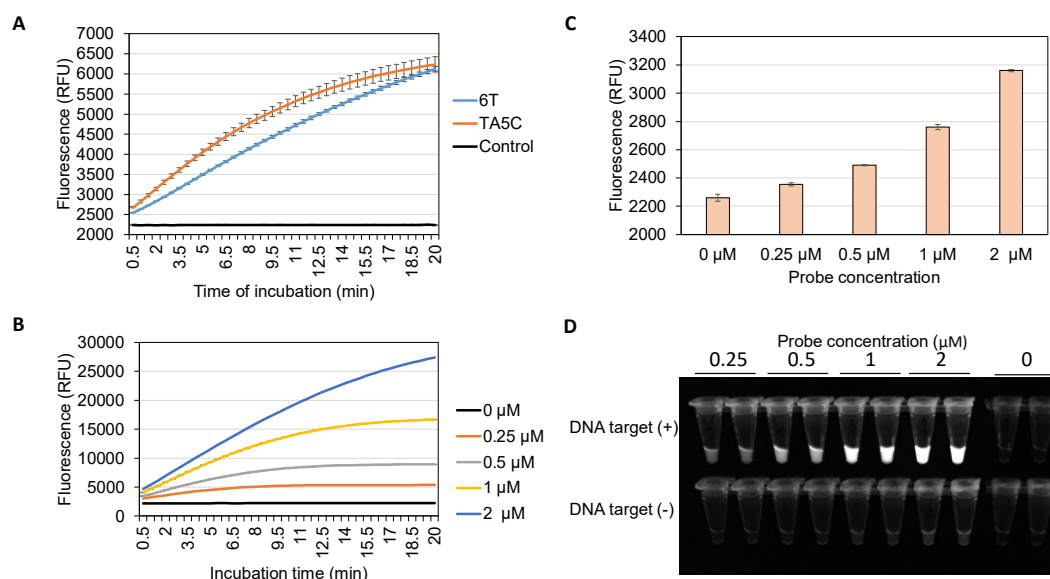 A
Fluorescence (RFU)
7000
6500
6000
5500
5000
4500
4000
3500
3000
2500
2000
0.5 2 3.5 5 6.5 8 9.5 11 12.5 14 15.5 17 18.5 20
Time of incubation (min)
6T
TA5C
Control
B
Fluorescence (RFU)
30000
25000
20000
15000
10000
5000
0
0.5 2 3.5 5 6.5 8 9.5 11 12.5 14 15.5 17 18.5 20
Incubation time (min)
0 µM
0.25 µM
0.5 µM
1 µM
2 µM
C
Fluorescence (RFU)
3400
3200
3000
2800
2600
2400
2200
2000
0 µM 0.25 µM 0.5 µM 1 µM 2 µM
Probe concentration
D
Probe concentration (µM)
0.25 0.5 1 2 0
DNA target (+)
DNA target (-)